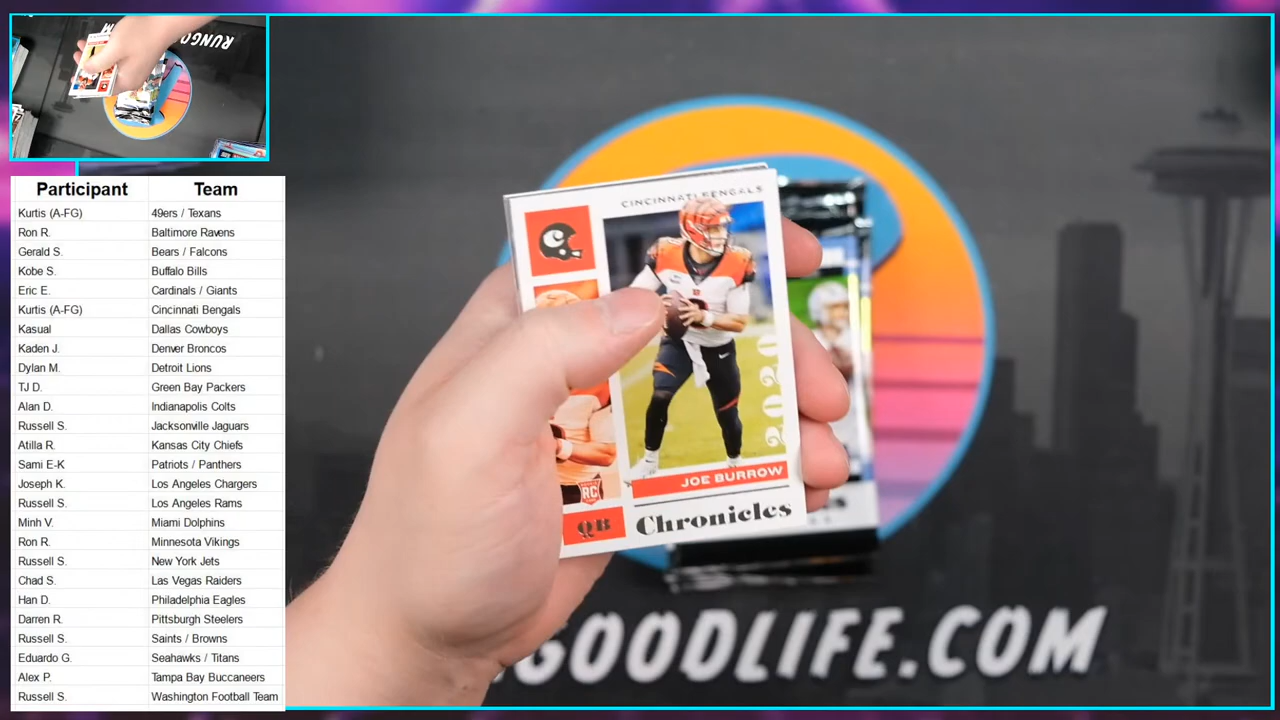 RUNGOOD
Participant Team
Kurtis (A-FG) 49ers / Texans
Ron R. Baltimore Ravens
Gerald S. Bears / Falcons
Kobe S. Buffalo Bills
Eric E. Cardinals / Giants
Kurtis (A-FG) Cincinnati Bengals
Kasual Dallas Cowboys
Kaden J. Denver Broncos
Dylan M. Detroit Lions
TJ D. Green Bay Packers
Alan D. Indianapolis Colts
Russell S. Jacksonville Jaguars
Atilla R. Kansas City Chiefs
Sami E-K Patriots / Panthers
Joseph K. Los Angeles Chargers
Russell S. Los Angeles Rams
Minh V. Miami Dolphins
Ron R. Minnesota Vikings
Russell S. New York Jets
Chad S. Las Vegas Raiders
Han D. Philadelphia Eagles
Darren R. Pittsburgh Steelers
Russell S. Saints / Browns
Eduardo G. Seahawks / Titans
Alex P. Tampa Bay Buccaneers
Russell S. Washington Football Team
CINCINNATI BENGALS
2020
JOE BURROW
RC
QB
Chronicles
GOODLIFE.COM